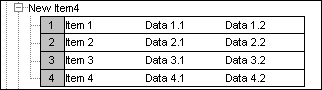 New Item4
1 Item 1 Data 1.1 Data 1.2
2 Item 2 Data 2.1 Data 2.2
3 Item 3 Data 3.1 Data 3.2
4 Item 4 Data 4.1 Data 4.2